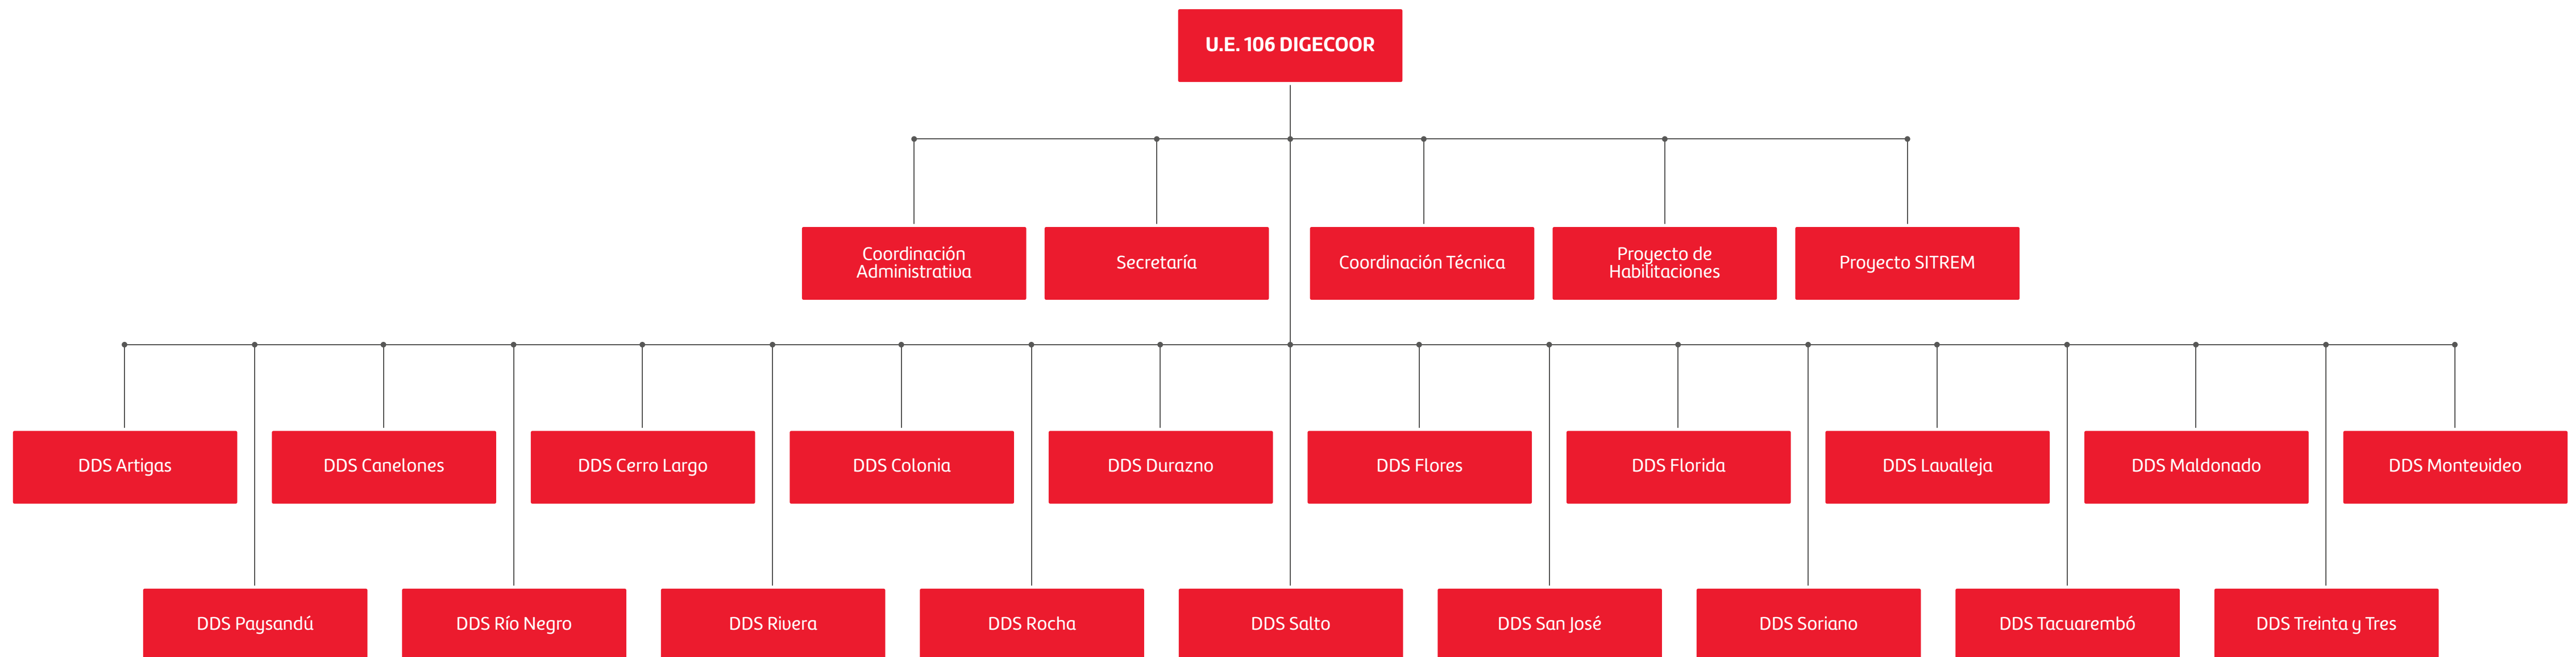 U.E. 106 DIGECOOR
Coordinación
Administrativa
Secretaría
Coordinación Técnica
Proyecto de
Habilitaciones
Proyecto SITREM
DDS Artigas
DDS Canelones
DDS Cerro Largo
DDS Colonia
DDS Durazno
DDS Flores
DDS Florida
DDS Lavalleja
DDS Maldonado
DDS Montevideo
DDS Paysandú
DDS Río Negro
DDS Rivera
DDS Rocha
DDS Salto
DDS San José
DDS Soriano
DDS Tacuarembó
DDS Treinta y Tres